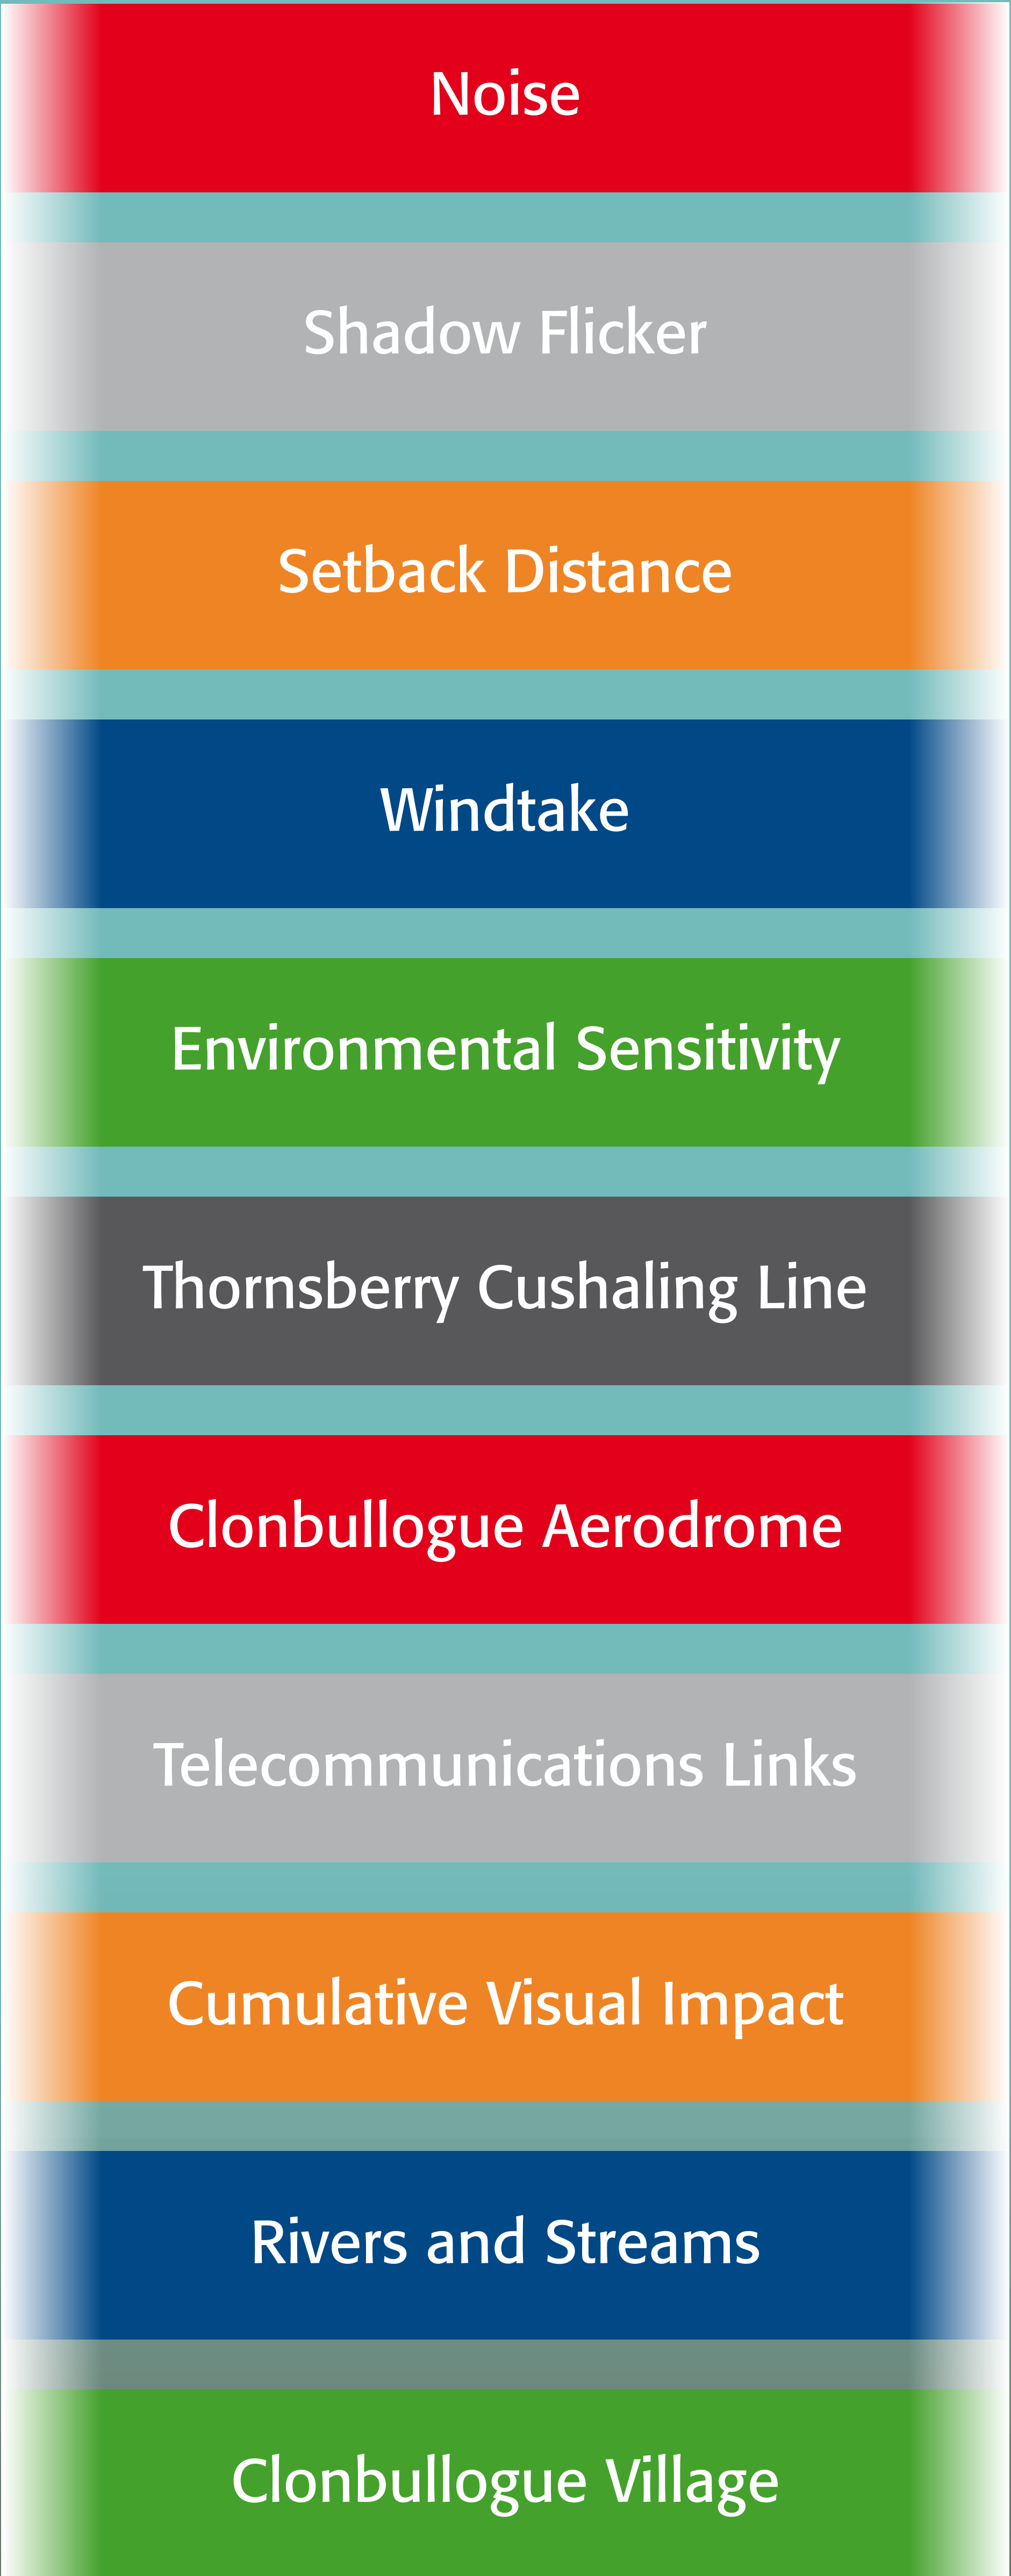 Noise
Shadow Flicker
Setback Distance
Windtake
Environmental Sensitivity
Thornsberry Cushaling Line
Clonbullogue Aerodrome
Telecommunications Links
Cumulative Visual Impact
Rivers and Streams
Clonbullogue Village